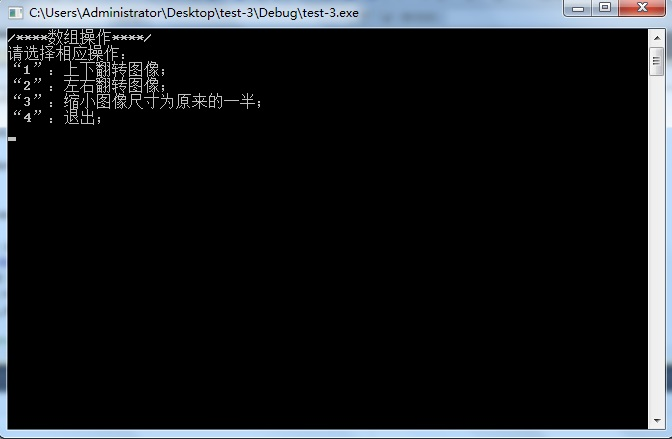 C:\Users\Administrator\Desktop\test-3\Debug\test-3.exe
/****数组操作****/
请选择相应操作：
“1”：上下翻转图像；
“2”：左右翻转图像；
“3”：缩小图像尺寸为原来的一半；
“4”：退出；